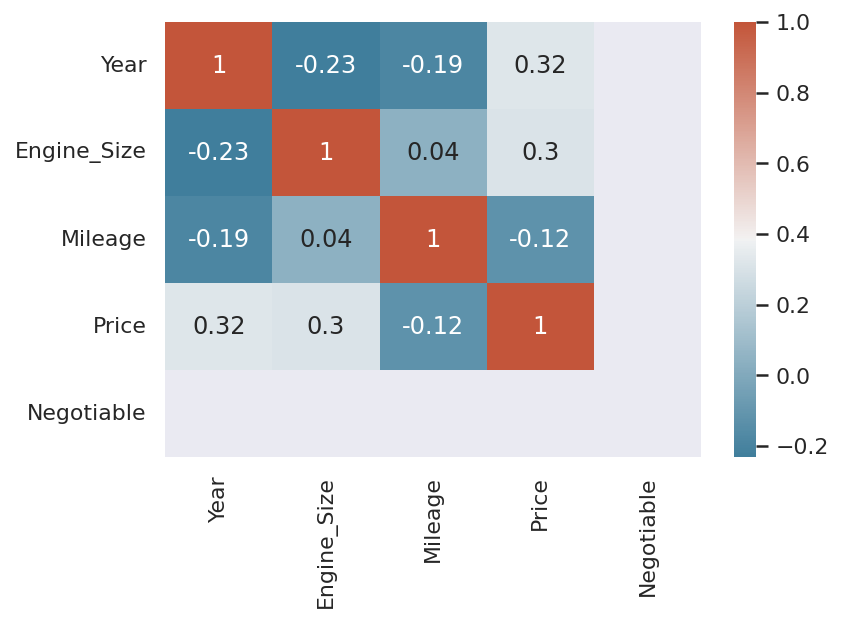 Year 1 -0.23 -0.19 0.32
Engine_Size -0.23 1 0.04 0.3
Mileage -0.19 0.04 1 -0.12
Price 0.32 0.3 -0.12 1
Negotiable
Year Engine_Size Mileage Price Negotiable
1.0
0.8
0.6
0.4
0.2
0.0
−0.2